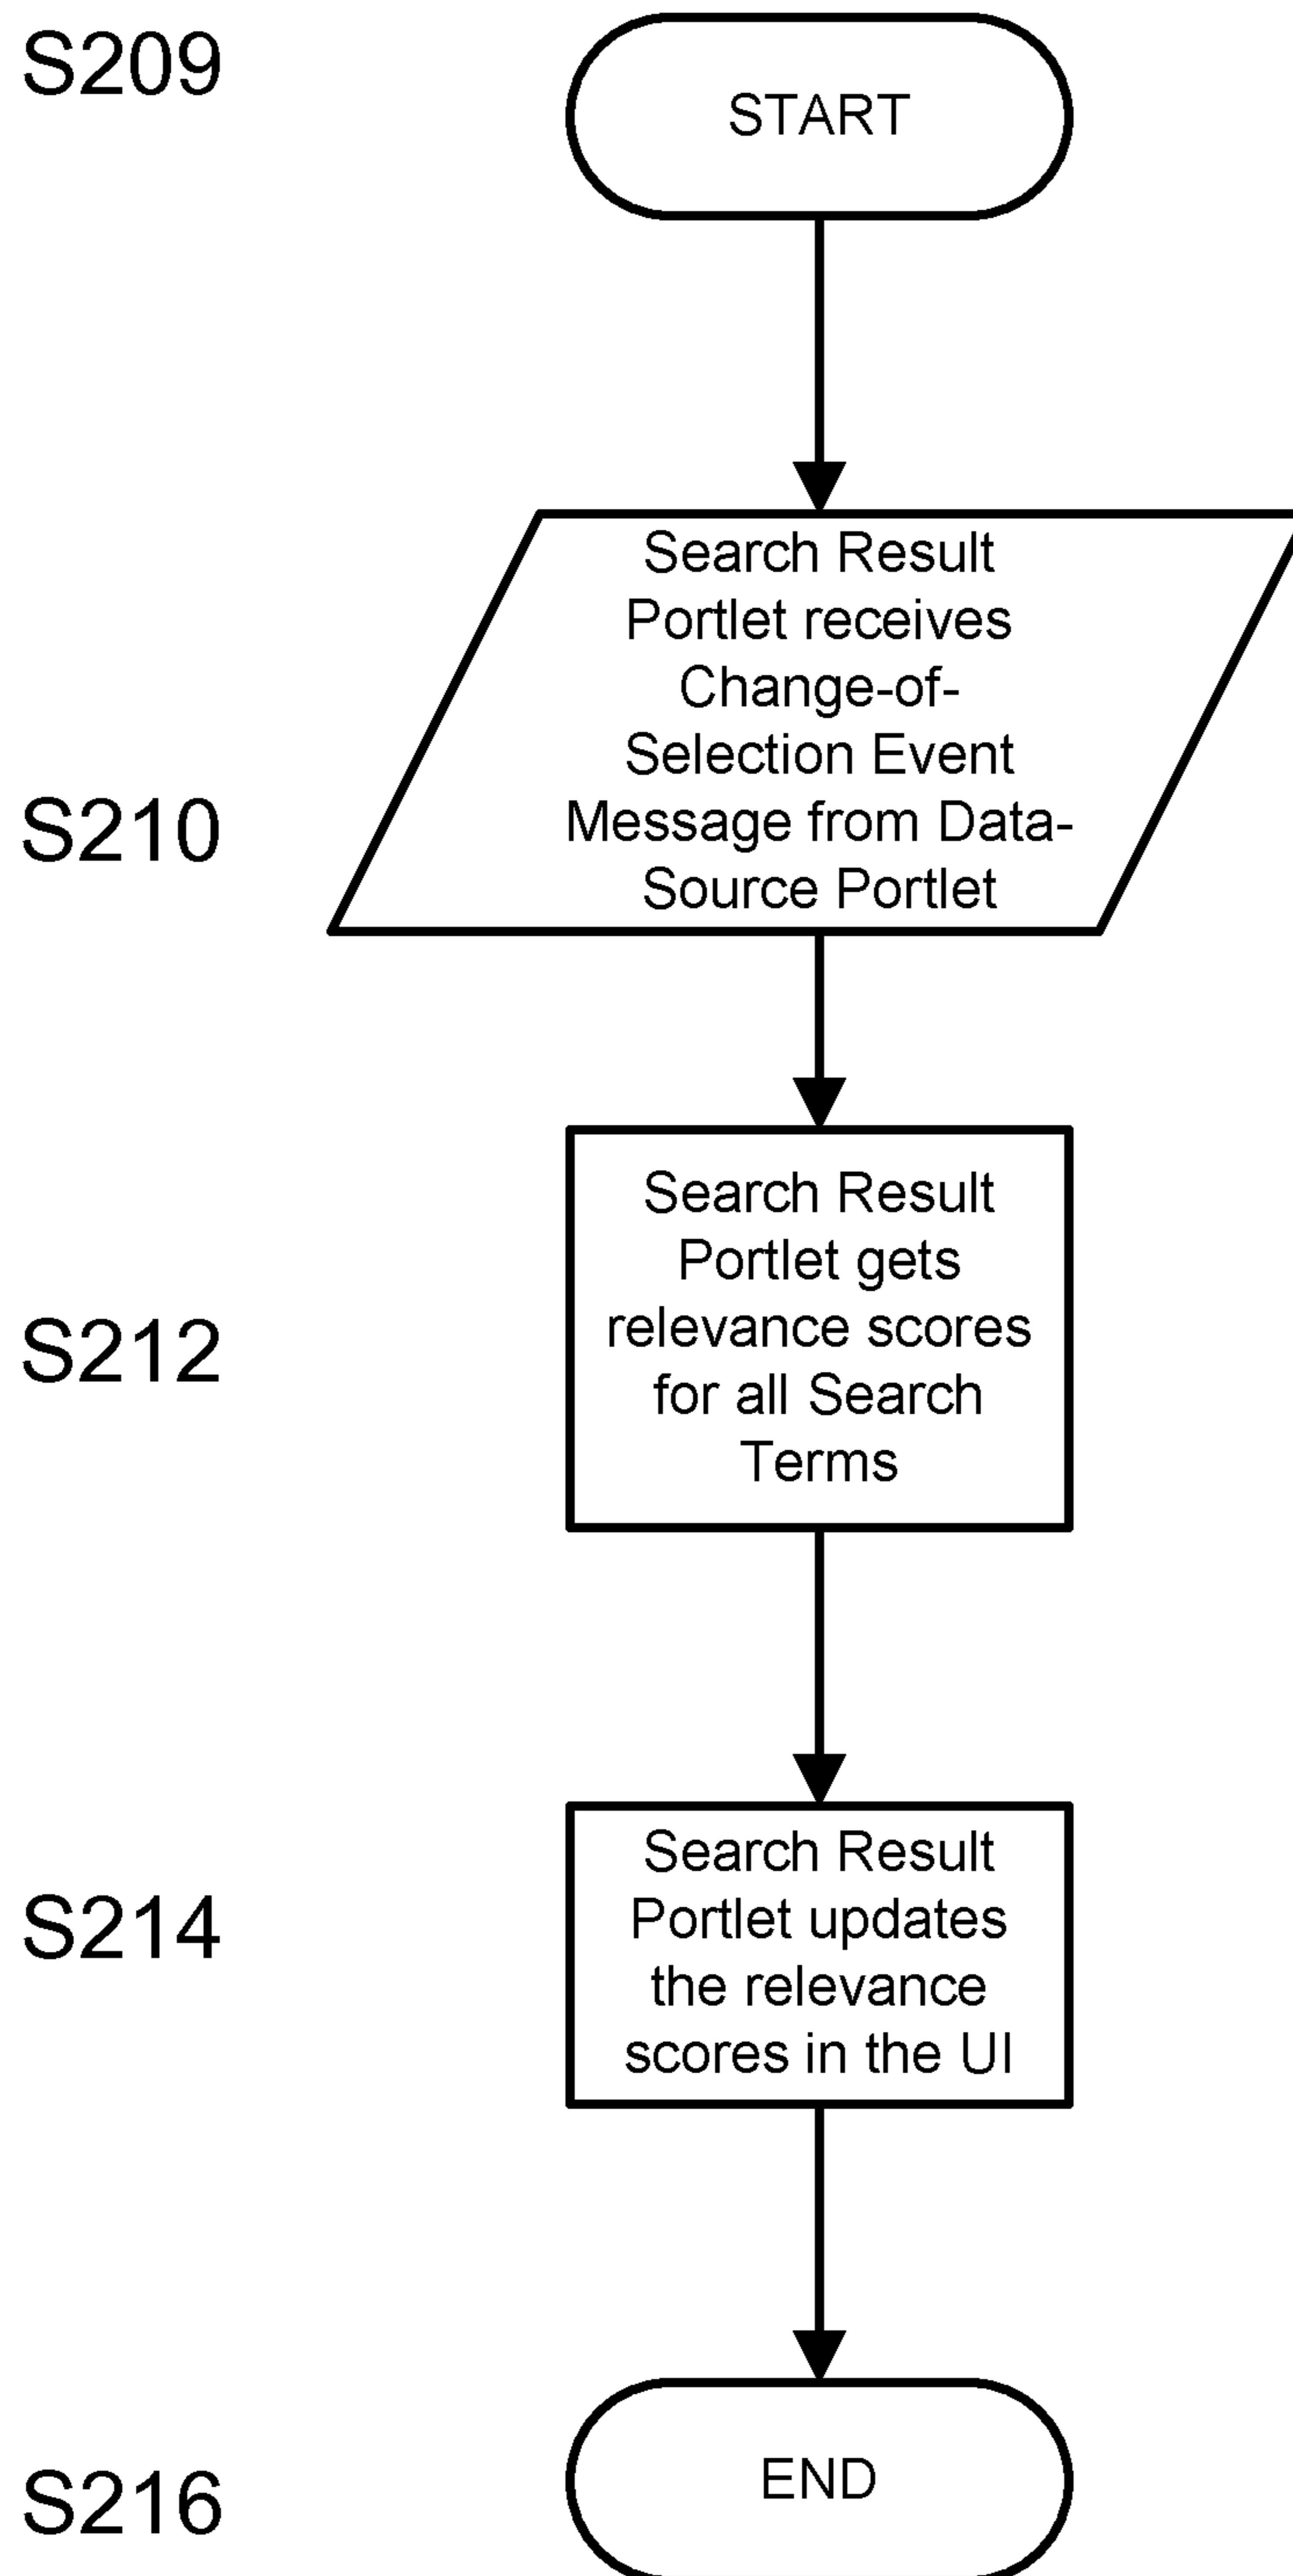 S209
START
Search Result
Portlet receives
Change-of-
Selection Event
Message from Data-
Source Portlet
S210
Search Result
Portlet gets
relevance scores
for all Search
Terms
S212
Search Result
Portlet updates
the relevance
scores in the UI
S214
END
S216